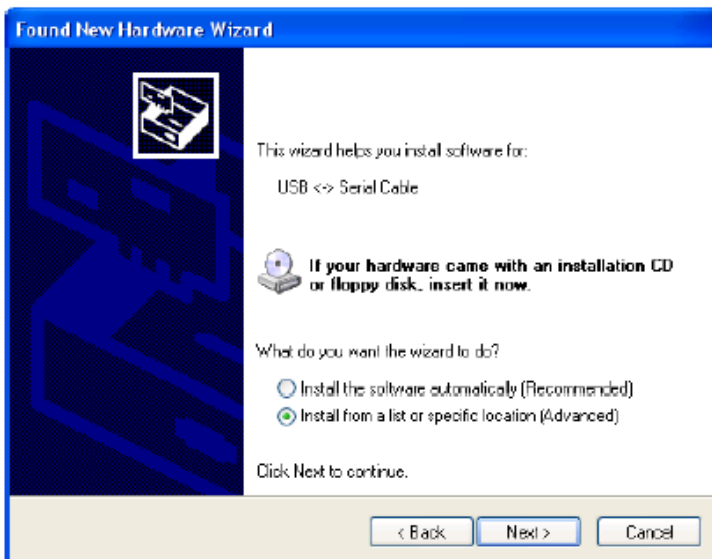 Found New Hardware Wizard
This wizard helps you install software for:
USB <-> Serial Cable
If your hardware came with an installation CD
or floppy disk, insert it now.
What do you want the wizard to do?
Install the software automatically (Recommended)
Install from a list or specific location (Advanced)
Click Next to continue.
< Back
Next >
Cancel